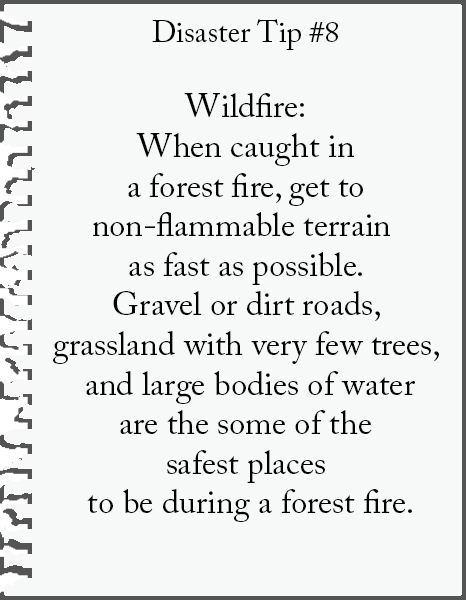 Disaster Tip #8
Wildfire:
When caught in
a forest fire, get to
non-flammable terrain
as fast as possible.
Gravel or dirt roads,
grassland with very few trees,
and large bodies of water
are the some of the
safest places
to be during a forest fire.